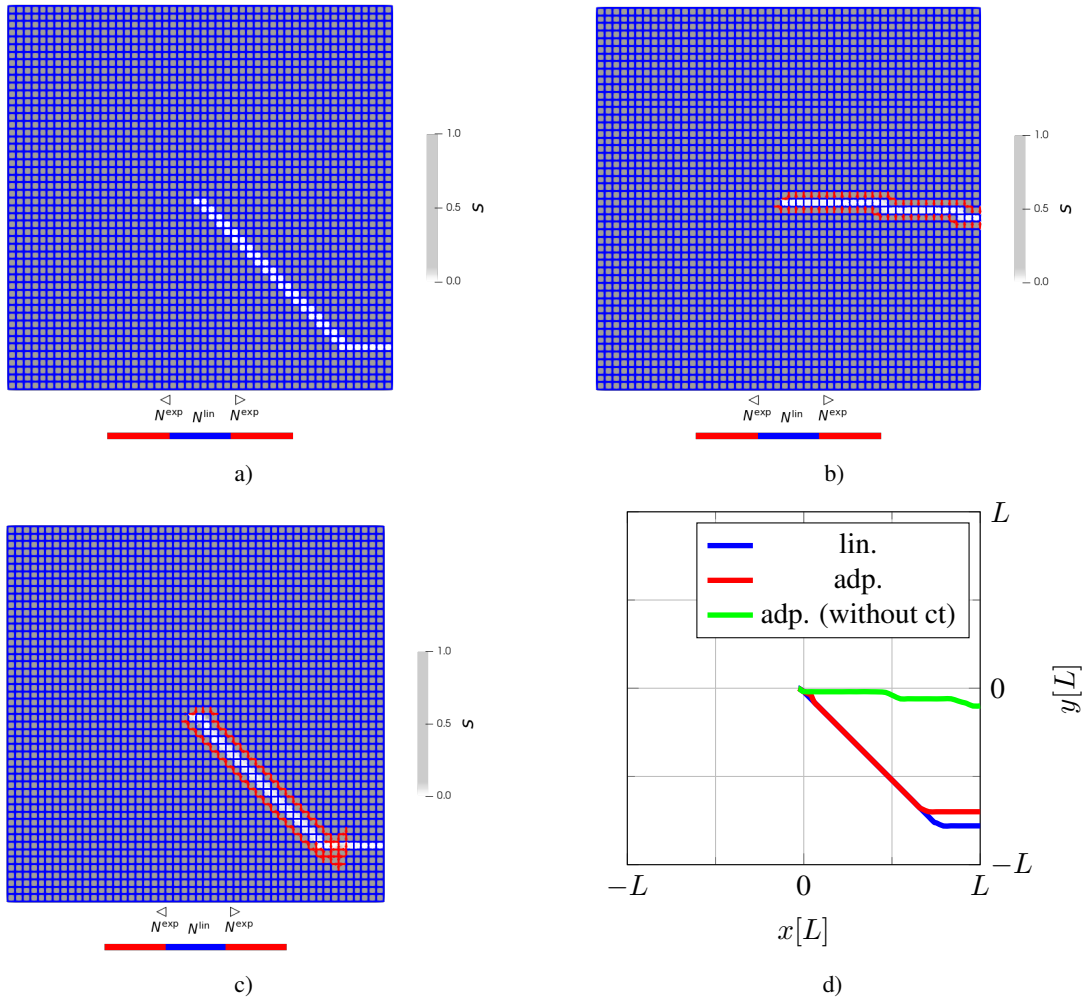 1.0
0.5
0.0
s
N^exp N^lin N^exp
a)
1.0
0.5
0.0
s
N^exp N^lin N^exp
b)
1.0
0.5
0.0
s
N^exp N^lin N^exp
c)
lin.
adp.
adp. (without ct)
L
0
−L
y[L]
−L 0 L
x[L]
d)